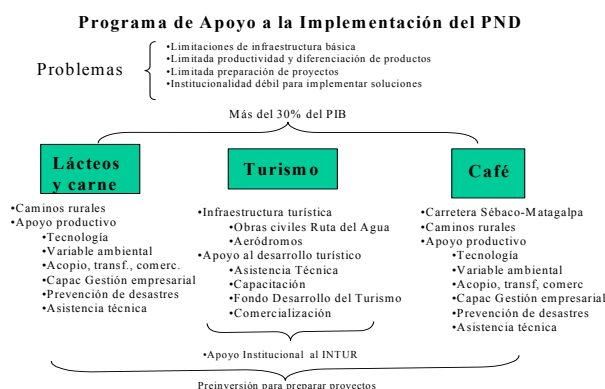 Programa de Apoyo a la Implementación del PND
Problemas
•Limitaciones de infraestructura básica
•Limitada productividad y diferenciación de productos
•Limitada preparación de proyectos
•Institucionalidad débil para implementar soluciones
Más del 30% del PIB
Lácteos
y carne
•Caminos rurales
•Apoyo productivo
•Tecnología
•Variable ambiental
•Acopio, transf., comerc.
•Capac Gestión empresarial
•Prevención de desastres
•Asistencia técnica
Turismo
•Infraestructura turística
•Obras civiles Ruta del Agua
•Aeródromos
•Apoyo al desarrollo turístico
•Asistencia Técnica
•Capacitación
•Fondo Desarrollo del Turismo
•Comercialización
•Apoyo Institucional al INTUR
Café
•Carretera Sébaco-Matagalpa
•Caminos rurales
•Apoyo productivo
•Tecnología
•Variable ambiental
•Acopio, transf, comerc
•Capac Gestión empresarial
•Prevención de desastres
•Asistencia técnica
Preinversión para preparar proyectos